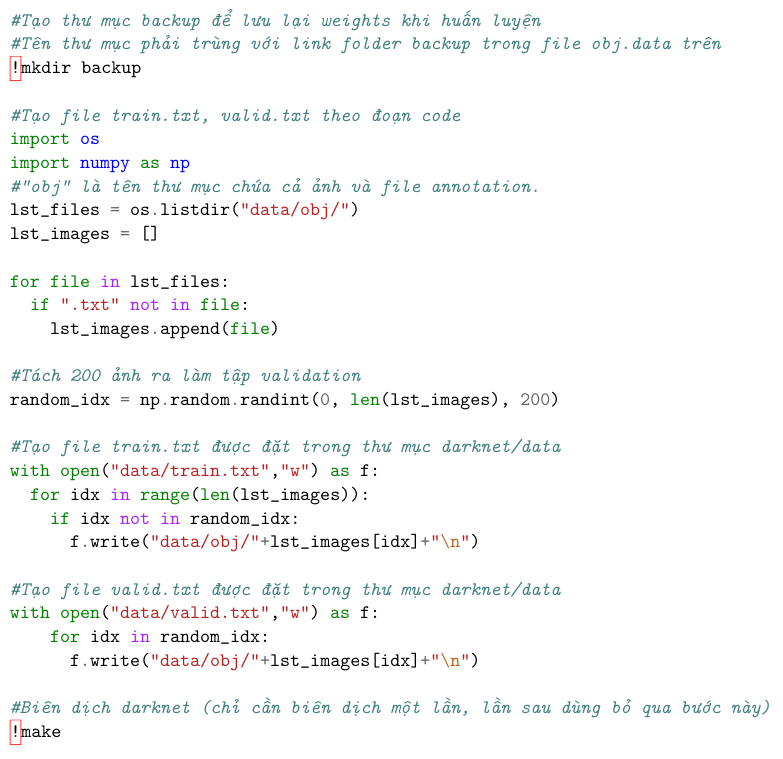 #Tạo thư mục backup để lưu lại weights khi huấn luyện
#Tên thư mục phải trùng với link folder backup trong file obj.data trên
!mkdir backup

#Tạo file train.txt, valid.txt theo đoạn code
import os
import numpy as np
#"obj" là tên thư mục chứa cả ảnh và file annotation.
lst_files = os.listdir("data/obj/")
lst_images = []

for file in lst_files:
  if ".txt" not in file:
    lst_images.append(file)

#Tách 200 ảnh ra làm tập validation
random_idx = np.random.randint(0, len(lst_images), 200)

#Tạo file train.txt được đặt trong thư mục darknet/data
with open("data/train.txt","w") as f:
  for idx in range(len(lst_images)):
    if idx not in random_idx:
      f.write("data/obj/"+lst_images[idx]+"\n")

#Tạo file valid.txt được đặt trong thư mục darknet/data
with open("data/valid.txt","w") as f:
    for idx in random_idx:
      f.write("data/obj/"+lst_images[idx]+"\n")

#Biên dịch darknet (chỉ cần biên dịch một lần, lần sau dùng bỏ qua bước này)
!make